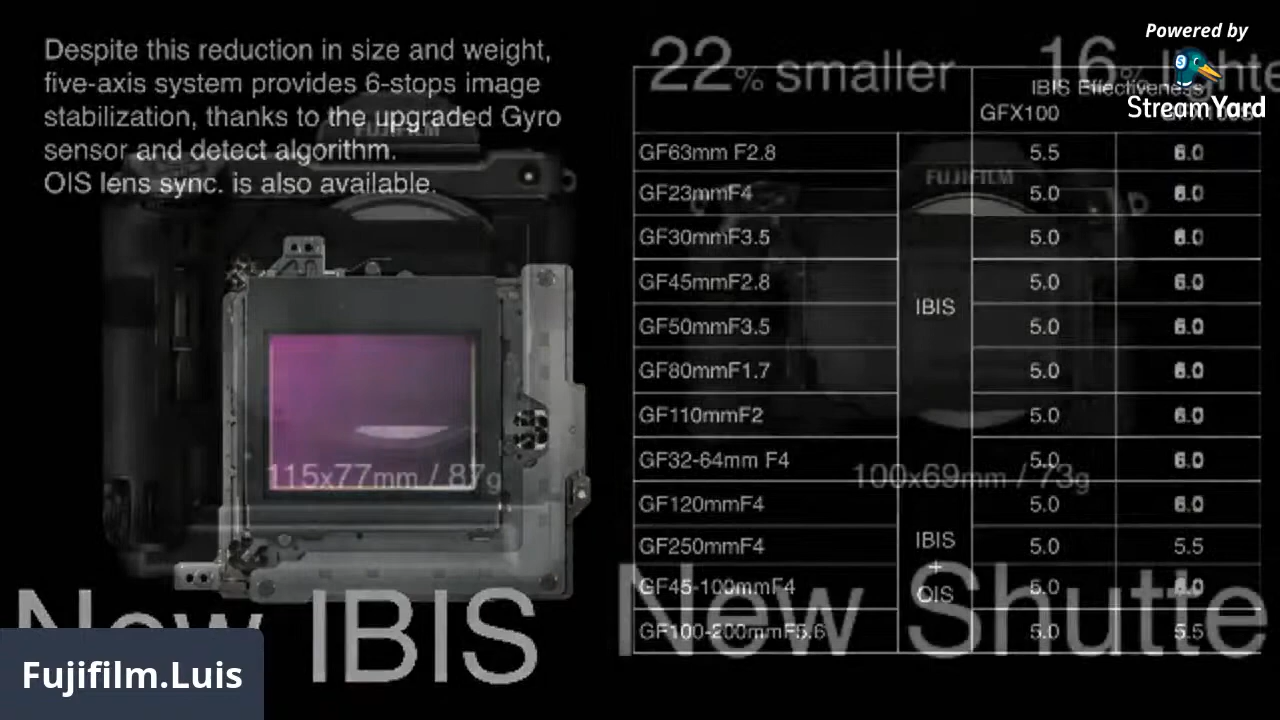 Despite this reduction in size and weight,
five-axis system provides 6-stops image
stabilization, thanks to the upgraded Gyro
sensor and detect algorithm.
OIS lens sync. is also available.
22% smaller
16%
Powered by
StreamYard
IBIS Effectiveness
GFX100
GF63mm F2.8 5.5 6.0
GF23mmF4 5.0 6.0
GF30mmF3.5 5.0 6.0
GF45mmF2.8 5.0 6.0
GF50mmF3.5 5.0 6.0
GF80mmF1.7 5.0 6.0
GF110mmF2 5.0 6.0
GF32-64mm F4 5.0 6.0
GF120mmF4 5.0 6.0
GF250mmF4 5.0 5.5
GF45-100mmF4 5.0 6.0
GF100-200mmF5.6 5.0 5.5
IBIS
IBIS
+
OIS
FUJIFILM
FUJIFILM
115x77mm / 87g
100x69mm / 73g
New IBIS
New Shutte
Fujifilm.Luis